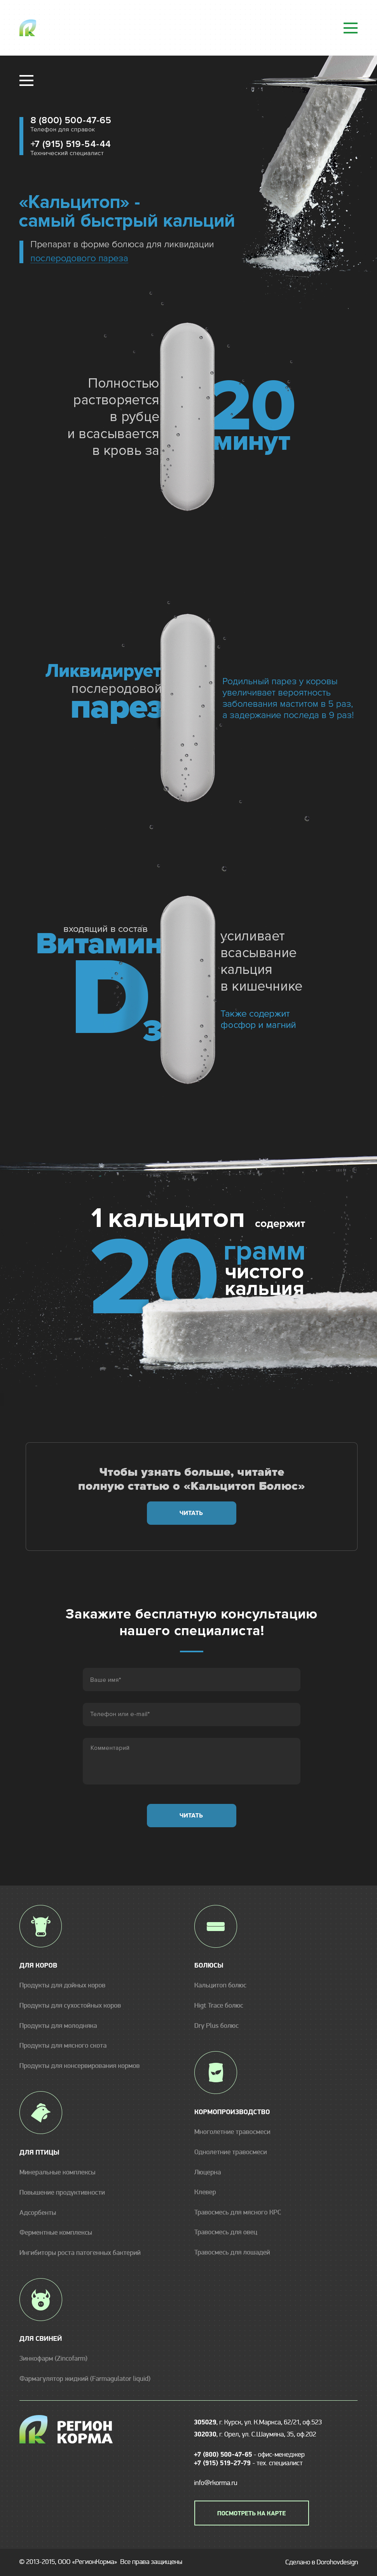 8 (800) 500-47-65
Телефон для справок
+7 (915) 519-54-44
Технический специалист
«Кальцитоп» -
самый быстрый кальций
Препарат в форме болюса для ликвидации
послеродового пареза
Полностью
растворяется
в рубце
и всасывается
в кровь за
20
минут
Ликвидирует
послеродовой
парез
Родильный парез у коровы
увеличивает вероятность
заболевания маститом в 5 раз,
а задержание последа в 9 раз!
входящий в состав
Витамин
D3
усиливает
всасывание
кальция
в кишечнике
Также содержит
фосфор и магний
1 кальцитоп содержит
20 грамм
чистого
кальция
Чтобы узнать больше, читайте
полную статью о «Кальцитоп Болюс»
ЧИТАТЬ
Закажите бесплатную консультацию
нашего специалиста!
Ваше имя*
Телефон или e-mail*
Комментарий
ЧИТАТЬ
ДЛЯ КОРОВ
Продукты для дойных коров
Продукты для сухостойных коров
Продукты для молодняка
Продукты для мясного скота
Продукты для консервирования кормов
ДЛЯ ПТИЦЫ
Минеральные комплексы
Повышение продуктивности
Адсорбенты
Ферментные комплексы
Ингибиторы роста патогенных бактерий
ДЛЯ СВИНЕЙ
Зинкофарм (Zincofarm)
Фармагулятор жидкий (Farmagulator liquid)
БОЛЮСЫ
Кальцитоп болюс
Higt Trace болюс
Dry Plus болюс
КОРМОПРОИЗВОДСТВО
Многолетние травосмеси
Однолетние травосмеси
Люцерна
Клевер
Травосмесь для мясного КРС
Травосмесь для овец
Травосмесь для лошадей
РЕГИОН
КОРМА
305029, г. Курск, ул. К.Маркса, 62/21, оф.523
302030, г. Орел, ул. С.Шаумяна, 35, оф.202
+7 (800) 500-47-65 - офис-менеджер
+7 (915) 519-27-79 - тех. специалист
info@rkorma.ru
ПОСМОТРЕТЬ НА КАРТЕ
© 2013-2015, ООО «РегионКорма» Все права защищены
Сделано в Dorohovdesign